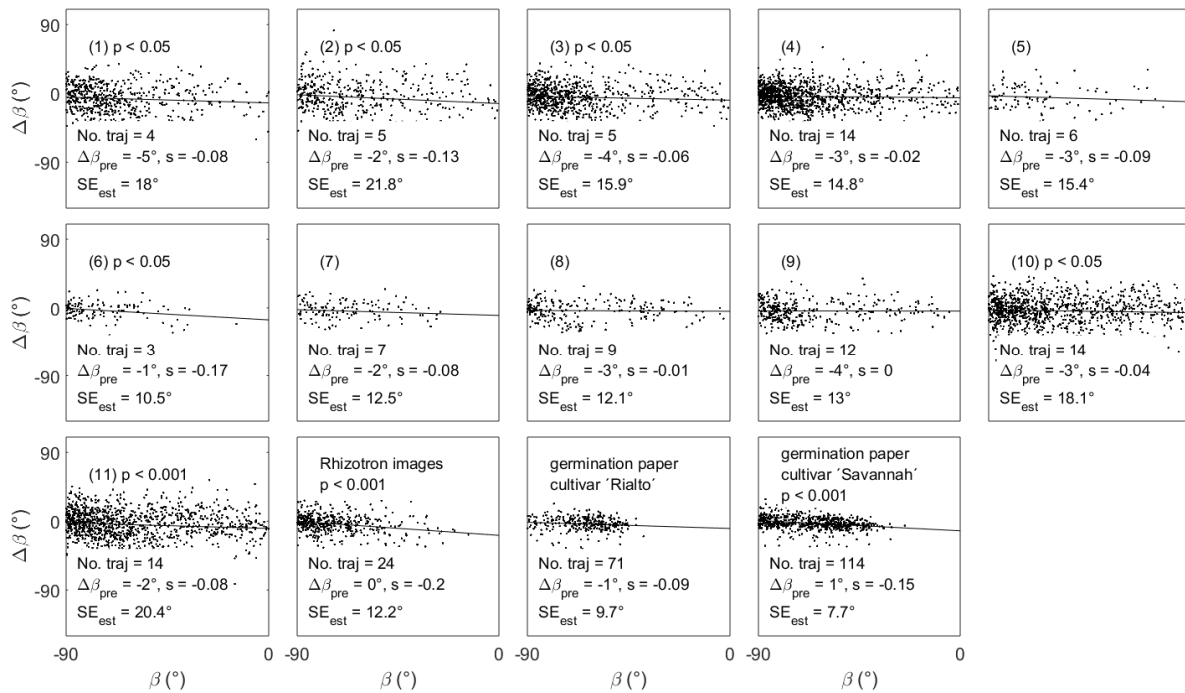 90
0
-90
Δβ (°)
(1) p < 0.05
No. traj = 4
Δβpre = -5°, s = -0.08
SEest = 18°
(2) p < 0.05
No. traj = 5
Δβpre = -2°, s = -0.13
SEest = 21.8°
(3) p < 0.05
No. traj = 5
Δβpre = -4°, s = -0.06
SEest = 15.9°
(4)
No. traj = 14
Δβpre = -3°, s = -0.02
SEest = 14.8°
(5)
No. traj = 6
Δβpre = -3°, s = -0.09
SEest = 15.4°
90
0
-90
Δβ (°)
(6) p < 0.05
No. traj = 3
Δβpre = -1°, s = -0.17
SEest = 10.5°
(7)
No. traj = 7
Δβpre = -2°, s = -0.08
SEest = 12.5°
(8)
No. traj = 9
Δβpre = -3°, s = -0.01
SEest = 12.1°
(9)
No. traj = 12
Δβpre = -4°, s = 0
SEest = 13°
(10) p < 0.05
No. traj = 14
Δβpre = -3°, s = -0.04
SEest = 18.1°
90
0
-90
Δβ (°)
(11) p < 0.001
No. traj = 14
Δβpre = -2°, s = -0.08
SEest = 20.4°
-90 0
β (°)
Rhizotron images
p < 0.001
No. traj = 24
Δβpre = 0°, s = -0.2
SEest = 12.2°
-90 0
β (°)
germination paper
cultivar ´Rialto´
No. traj = 71
Δβpre = -1°, s = -0.09
SEest = 9.7°
-90 0
β (°)
germination paper
cultivar ´Savannah´
p < 0.001
No. traj = 114
Δβpre = 1°, s = -0.15
SEest = 7.7°
-90 0
β (°)